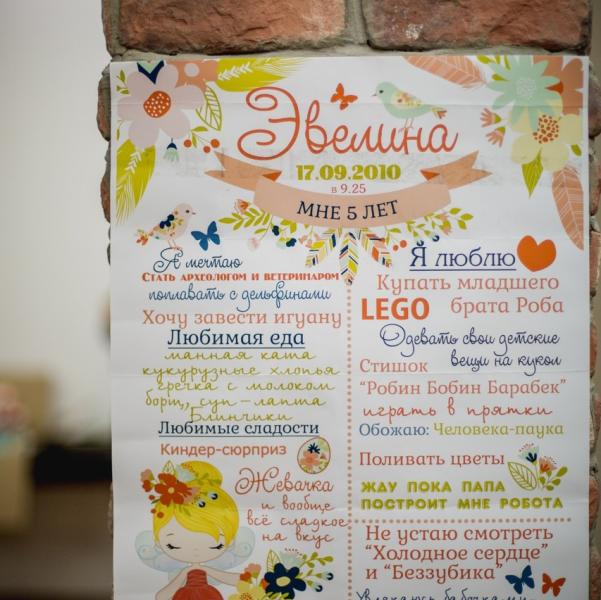 Эвелина
17.09.2010
в 9.25
МНЕ 5 ЛЕТ
Я мечтаю
Стать археологом и ветеринаром
поплавать с дельфинами
Хочу завести игуану
Любимая еда
манная каша
кукурузные хлопья
гречка с молоком
борщ, суп-лапша
Блинчики
Любимые сладости
Киндер-сюрприз
Жевачка
и вообще
всё сладкое
на вкус
Я люблю
Купать младшего
LEGO брата Роба
Одевать свои детские
вещи на кукол
Стишок
"Робин Бобин Барабек"
играть в прятки
Обожаю: Человека-паука
Поливать цветы
ЖДУ ПОКА ПАПА
ПОСТРОИТ МНЕ РОБОТА
Не устаю смотреть
"Холодное сердце"
и "Беззубика"
Увлекаюсь бабочками-